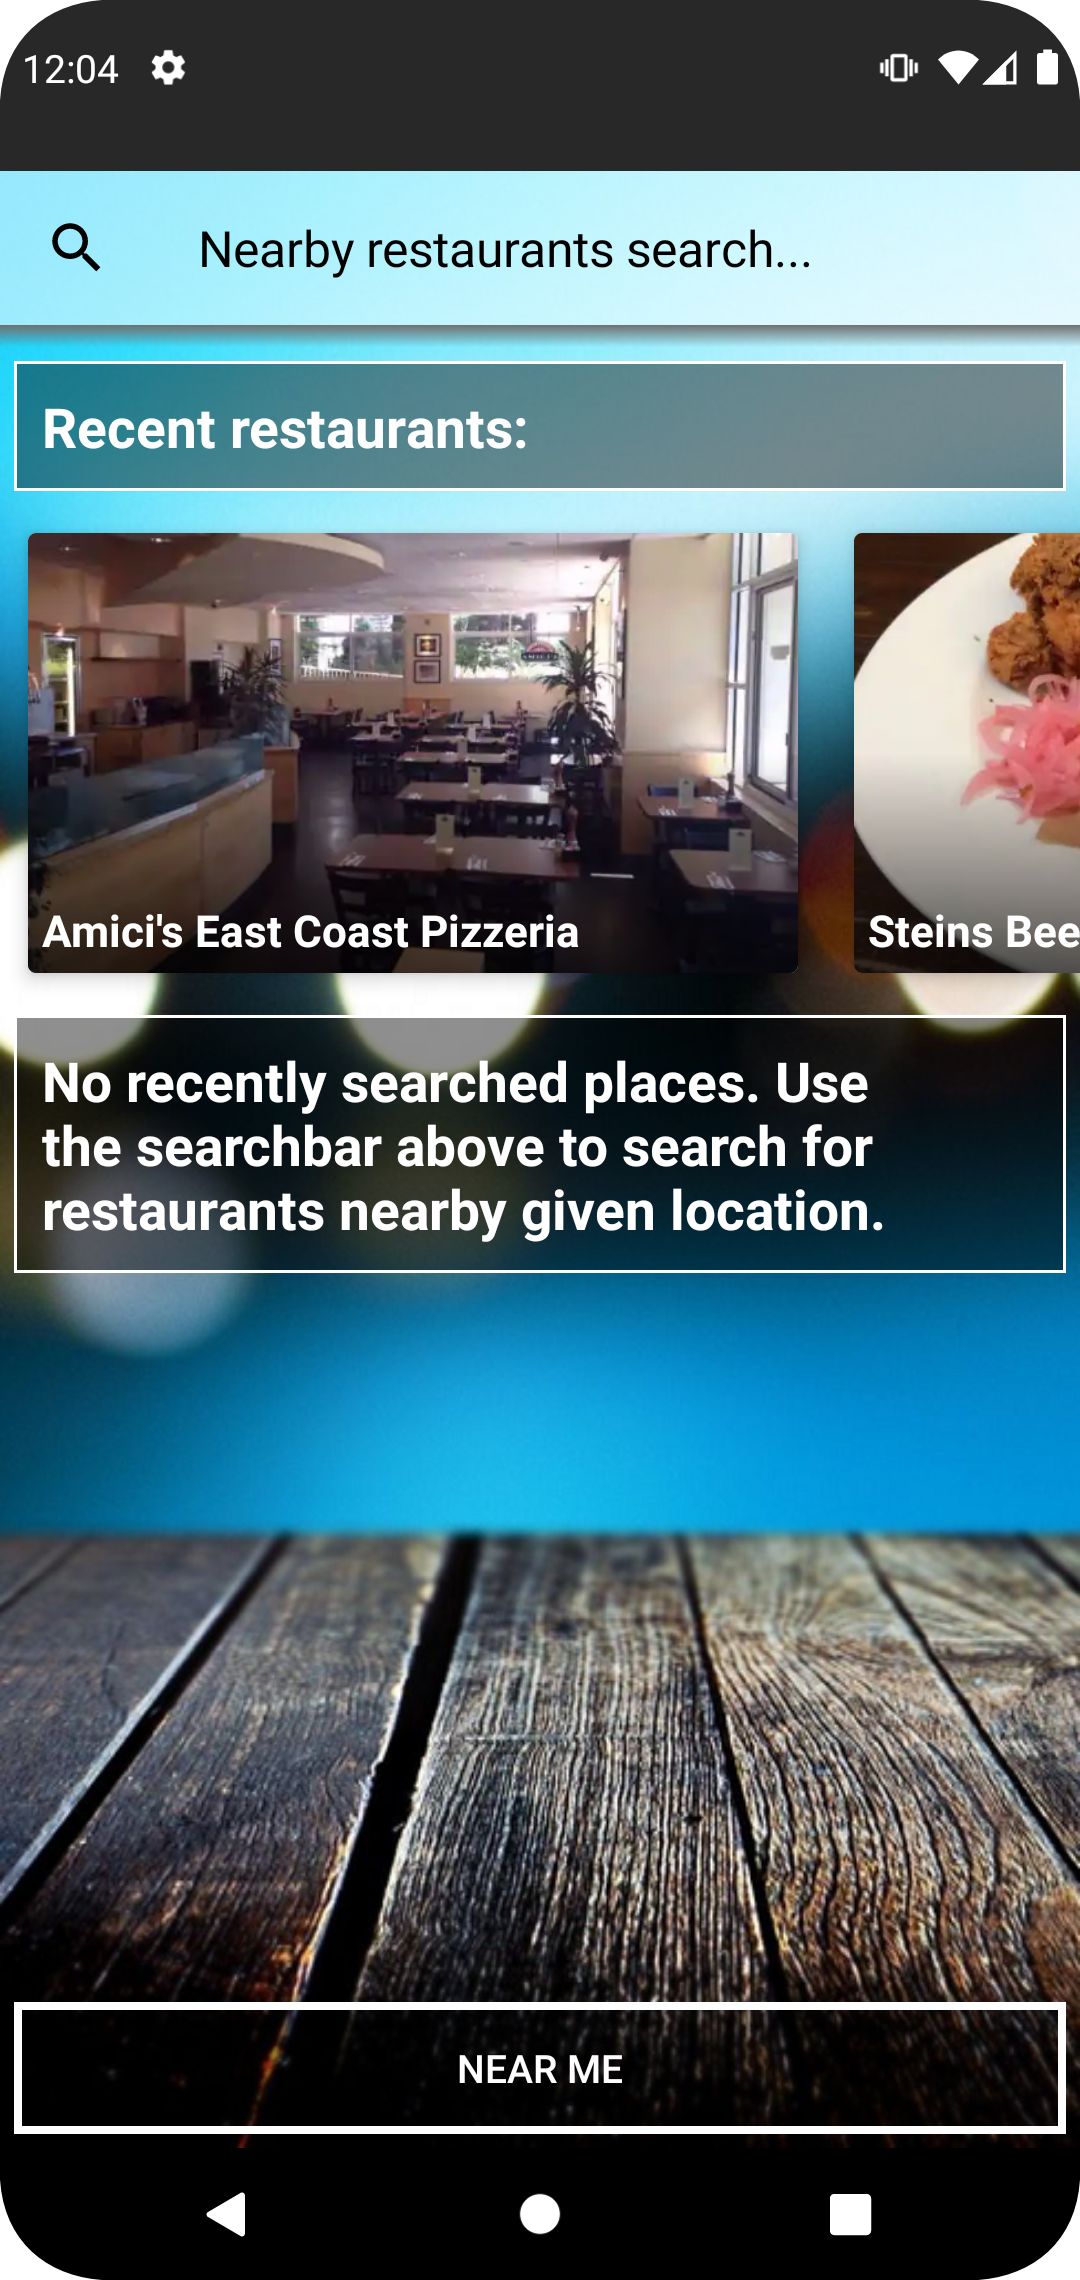 12:04
Nearby restaurants search...
Recent restaurants:
Amici's East Coast Pizzeria
Steins Bee
No recently searched places. Use
the searchbar above to search for
restaurants nearby given location.
NEAR ME